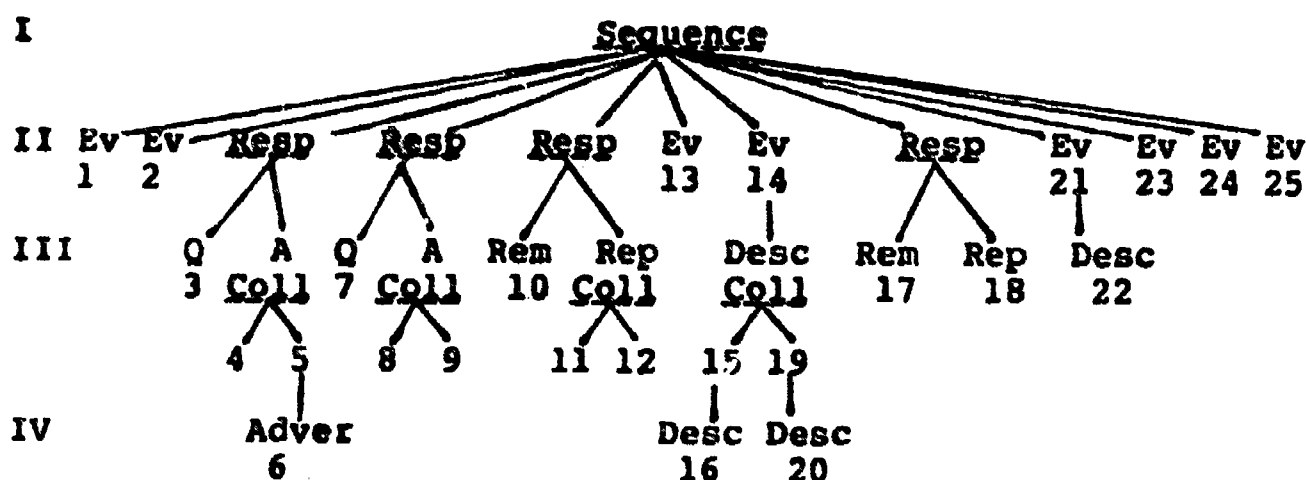 I Sequence
II Ev Ev Resp Resp Resp Ev Ev Resp Ev Ev Ev Ev
1 2 13 14 21 23 24 25
III Q A Q A Rem Rep Desc Rem Rep Desc
3 Coll 7 Coll 10 Coll Coll 17 18 22
4 5 8 9 11 12 15 19
IV Adver Desc Desc
6 16 20